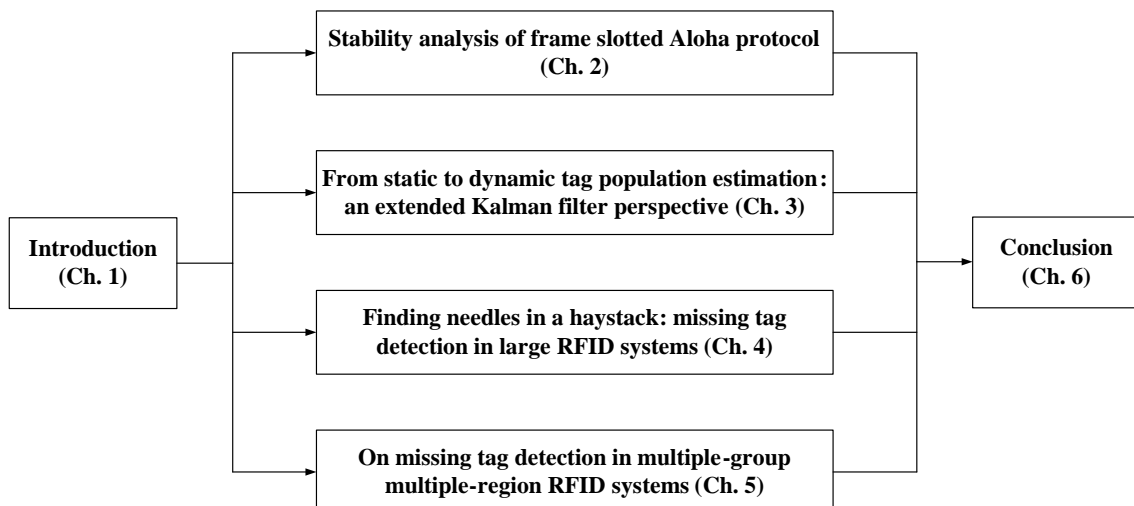 Stability analysis of frame slotted Aloha protocol
(Ch. 2)
From static to dynamic tag population estimation:
an extended Kalman filter perspective (Ch. 3)
Introduction
(Ch. 1)
Conclusion
(Ch. 6)
Finding needles in a haystack: missing tag
detection in large RFID systems (Ch. 4)
On missing tag detection in multiple-group
multiple-region RFID systems (Ch. 5)